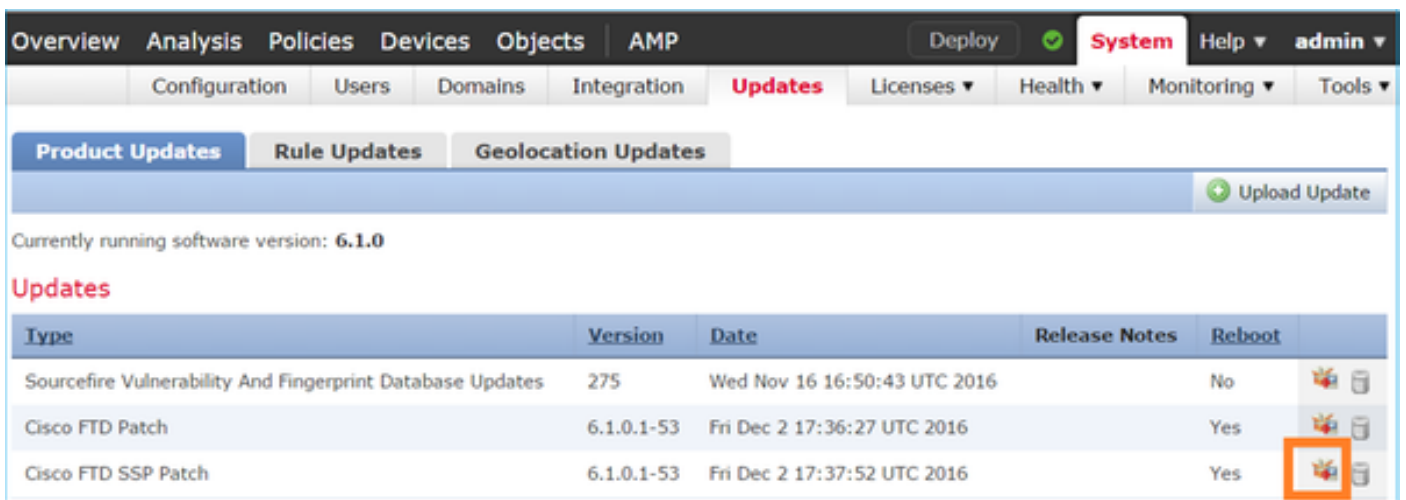 Overview Analysis Policies Devices Objects AMP Deploy System Help ▼ admin ▼
Configuration Users Domains Integration Updates Licenses ▼ Health ▼ Monitoring ▼ Tools ▼
Product Updates Rule Updates Geolocation Updates
Upload Update
Currently running software version: 6.1.0
Updates
Type Version Date Release Notes Reboot
Sourcefire Vulnerability And Fingerprint Database Updates 275 Wed Nov 16 16:50:43 UTC 2016 No
Cisco FTD Patch 6.1.0.1-53 Fri Dec 2 17:36:27 UTC 2016 Yes
Cisco FTD SSP Patch 6.1.0.1-53 Fri Dec 2 17:37:52 UTC 2016 Yes